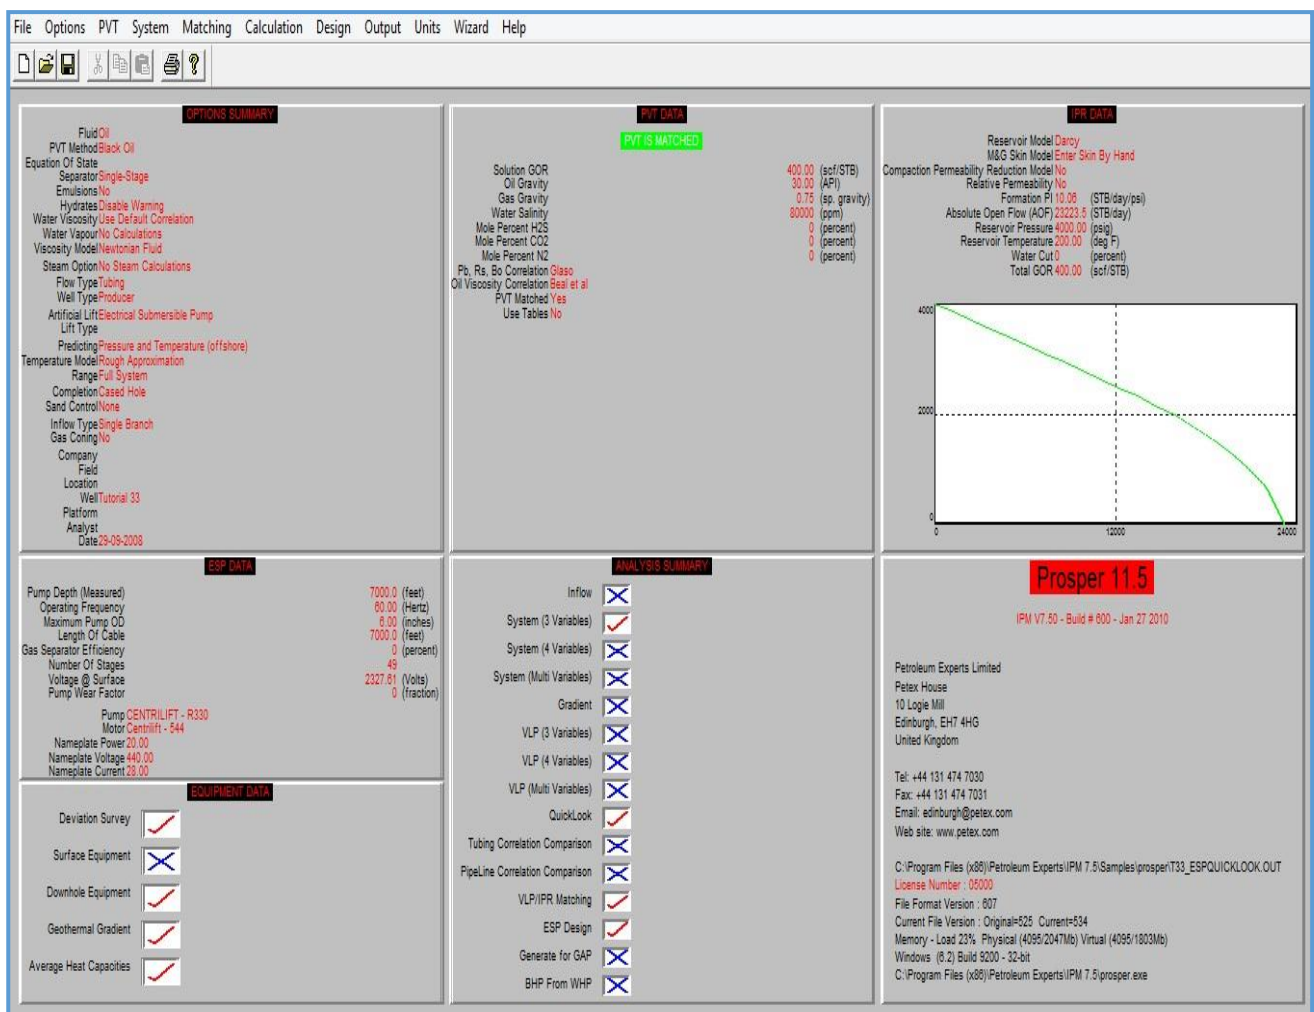 File Options PVT System Matching Calculation Design Output Units Wizard Help
OPTIONS SUMMARY
Fluid Oil
PVT Method Black Oil
Equation Of State
Separator Single-Stage
Emulsions No
Hydrates Disable Warning
Water Viscosity Use Default Correlation
Water Vapour No Calculations
Viscosity Model Newtonian Fluid
Steam Option No Steam Calculations
Flow Type Tubing
Well Type Producer
Artificial Lift Electrical Submersible Pump
Lift Type
Predicting Pressure and Temperature (offshore)
Temperature Model Rough Approximation
Range Full System
Completion Cased Hole
Sand Control None
Inflow Type Single Branch
Gas Coning No
Company
Field
Location
Well Tutorial 33
Platform
Analyst
Date 29-09-2008
PVT DATA
PVT IS MATCHED
Solution GOR 400.00 (scf/STB)
Oil Gravity 30.00 (API)
Gas Gravity 0.75 (sp. gravity)
Water Salinity 80000 (ppm)
Mole Percent H2S 0 (percent)
Mole Percent CO2 0 (percent)
Mole Percent N2 0 (percent)
Pb, Rs, Bo Correlation Glaso
Oil Viscosity Correlation Beal et al
PVT Matched Yes
Use Tables No
IPR DATA
Reservoir Model Darcy
M&G Skin Model Enter Skin By Hand
Compaction Permeability Reduction Model No
Relative Permeability No
Formation PI 10.06 (STB/day/psi)
Absolute Open Flow (AOF) 23223.5 (STB/day)
Reservoir Pressure 4000.00 (psig)
Reservoir Temperature 200.00 (deg F)
Water Cut 0 (percent)
Total GOR 400.00 (scf/STB)
4000
2000
0
0 12000 24000
ESP DATA
Pump Depth (Measured) 7000.0 (feet)
Operating Frequency 60.00 (Hertz)
Maximum Pump OD 6.00 (inches)
Length Of Cable 7000.0 (feet)
Gas Separator Efficiency 0 (percent)
Number Of Stages 49
Voltage @ Surface 2327.61 (Volts)
Pump Wear Factor 0 (fraction)
Pump CENTRILIFT - R330
Motor Centrilift - 544
Nameplate Power 20.00
Nameplate Voltage 440.00
Nameplate Current 28.00
EQUIPMENT DATA
Deviation Survey
Surface Equipment
Downhole Equipment
Geothermal Gradient
Average Heat Capacities
ANALYSIS SUMMARY
Inflow
System (3 Variables)
System (4 Variables)
System (Multi Variables)
Gradient
VLP (3 Variables)
VLP (4 Variables)
VLP (Multi Variables)
QuickLook
Tubing Correlation Comparison
PipeLine Correlation Comparison
VLP/IPR Matching
ESP Design
Generate for GAP
BHP From WHP
Prosper 11.5
IPM V7.50 - Build # 600 - Jan 27 2010
Petroleum Experts Limited
Petex House
10 Logie Mill
Edinburgh, EH7 4HG
United Kingdom
Tel: +44 131 474 7030
Fax: +44 131 474 7031
Email: edinburgh@petex.com
Web site: www.petex.com
C:\Program Files (x86)\Petroleum Experts\IPM 7.5\Samples\prosper\T33_ESPQUICKLOOK.OUT
License Number : 05000
File Format Version : 607
Current File Version : Original=525 Current=534
Memory - Load 23% Physical (4095/2047Mb) Virtual (4095/1803Mb)
Windows (6.2) Build 9200 - 32-bit
C:\Program Files (x86)\Petroleum Experts\IPM 7.5\prosper.exe